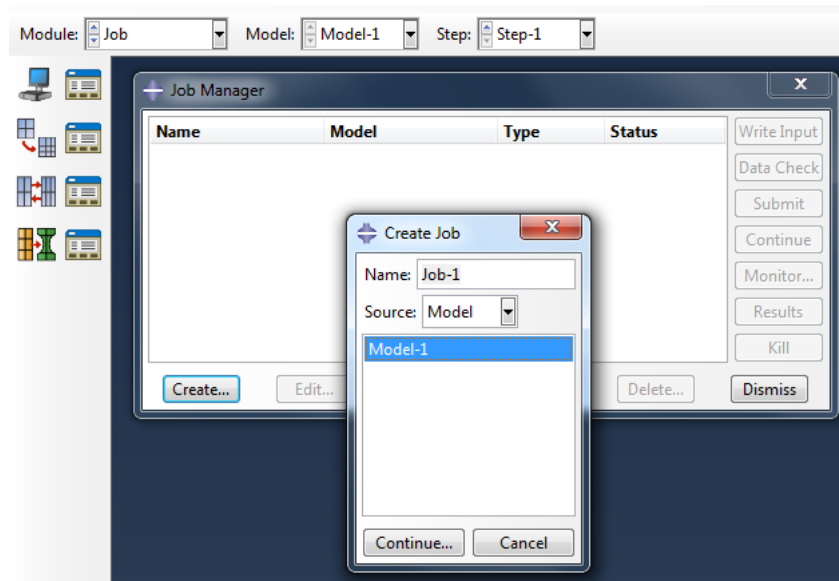 Module: Job Model: Model-1 Step: Step-1
Job Manager
Name Model Type Status
Write Input
Data Check
Submit
Continue
Monitor...
Results
Kill
Create... Edit... Delete... Dismiss
Create Job
Name: Job-1
Source: Model
Model-1
Continue... Cancel